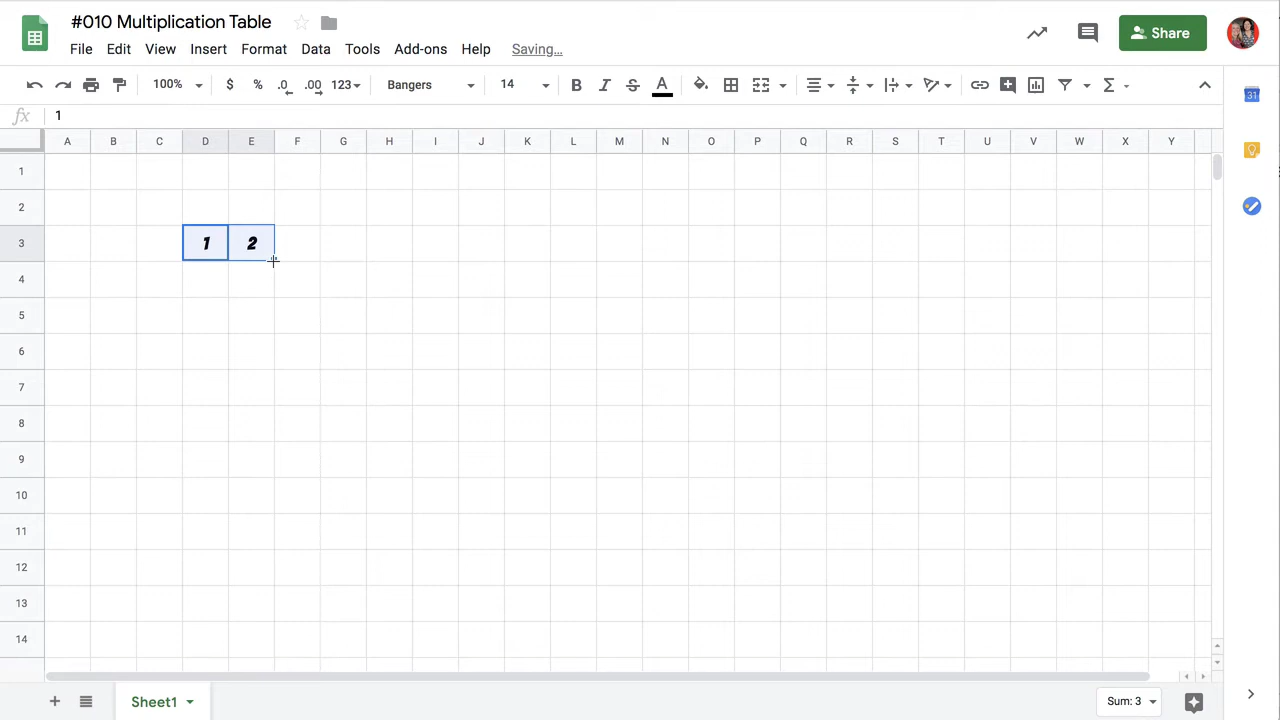 #010 Multiplication Table
File Edit View Insert Format Data Tools Add-ons Help Saving...
Share
100% $ % .0 .00 123 Bangers 14 B I S A Σ
fx 1
A B C D E F G H I J K L M N O P Q R S T U V W X Y
1
2
3 1 2
4
5
6
7
8
9
10
11
12
13
14
Sheet1
Sum: 3
31